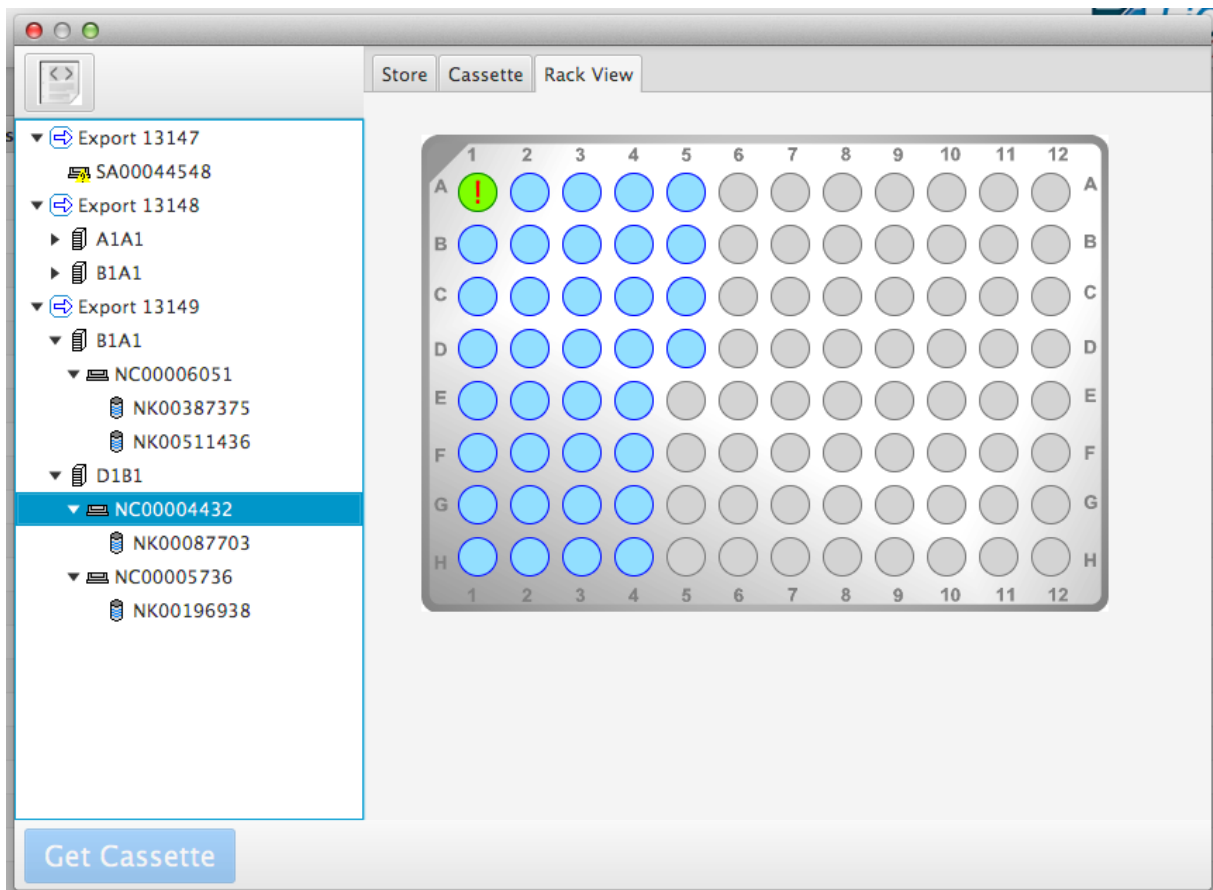 Store Cassette Rack View
Export 13147
SA00044548
Export 13148
A1A1
B1A1
Export 13149
B1A1
NC00006051
NK00387375
NK00511436
D1B1
NC00004432
NK00087703
NC00005736
NK00196938
1 2 3 4 5 6 7 8 9 10 11 12
A ! A
B B
C C
D D
E E
F F
G G
H H
1 2 3 4 5 6 7 8 9 10 11 12
Get Cassette